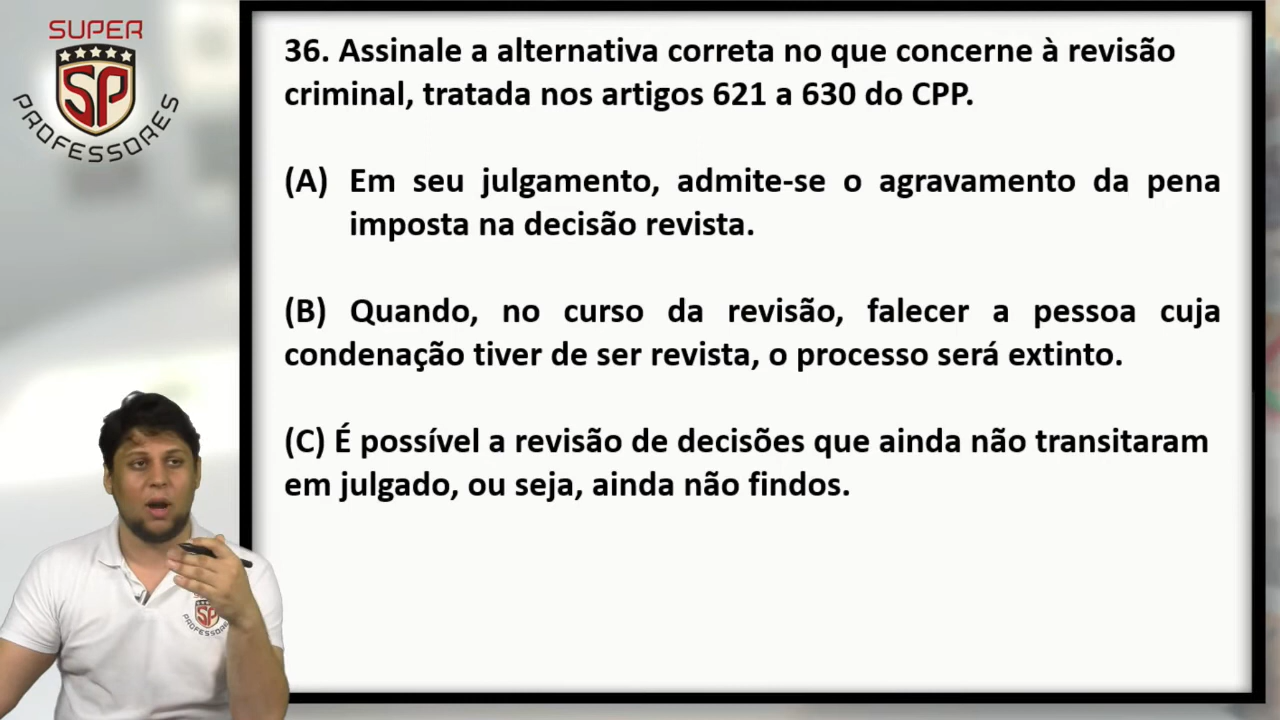 SUPER
SP
PROFESSORES
36. Assinale a alternativa correta no que concerne à revisão
criminal, tratada nos artigos 621 a 630 do CPP.
(A) Em seu julgamento, admite-se o agravamento da pena
imposta na decisão revista.
(B) Quando, no curso da revisão, falecer a pessoa cuja
condenação tiver de ser revista, o processo será extinto.
(C) É possível a revisão de decisões que ainda não transitaram
em julgado, ou seja, ainda não findos.
SP
PROFESSORES